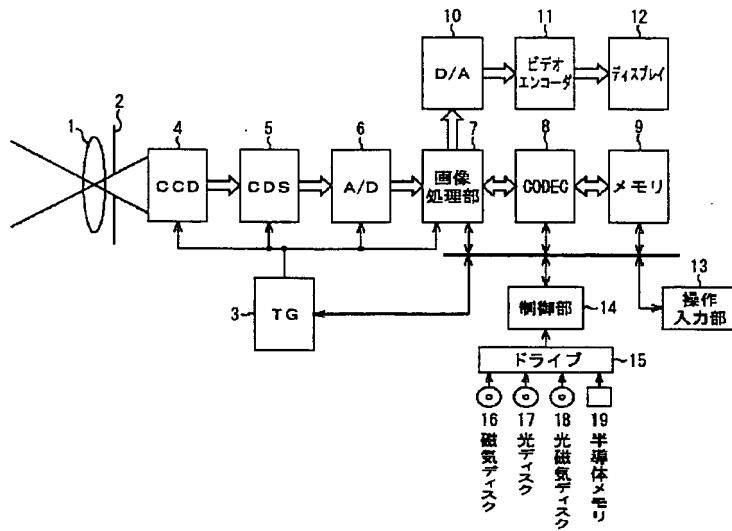 10
11
12
D/A
ビデオ
エンコーダ
ディスプレイ
1
2
4
5
6
7
8
9
CCD
CDS
A/D
画像
処理部
CODEC
メモリ
3
TG
制御部
14
13
操作
入力部
ドライブ
15
16
磁気ディスク
17
光ディスク
18
光磁気ディスク
19
半導体メモリ